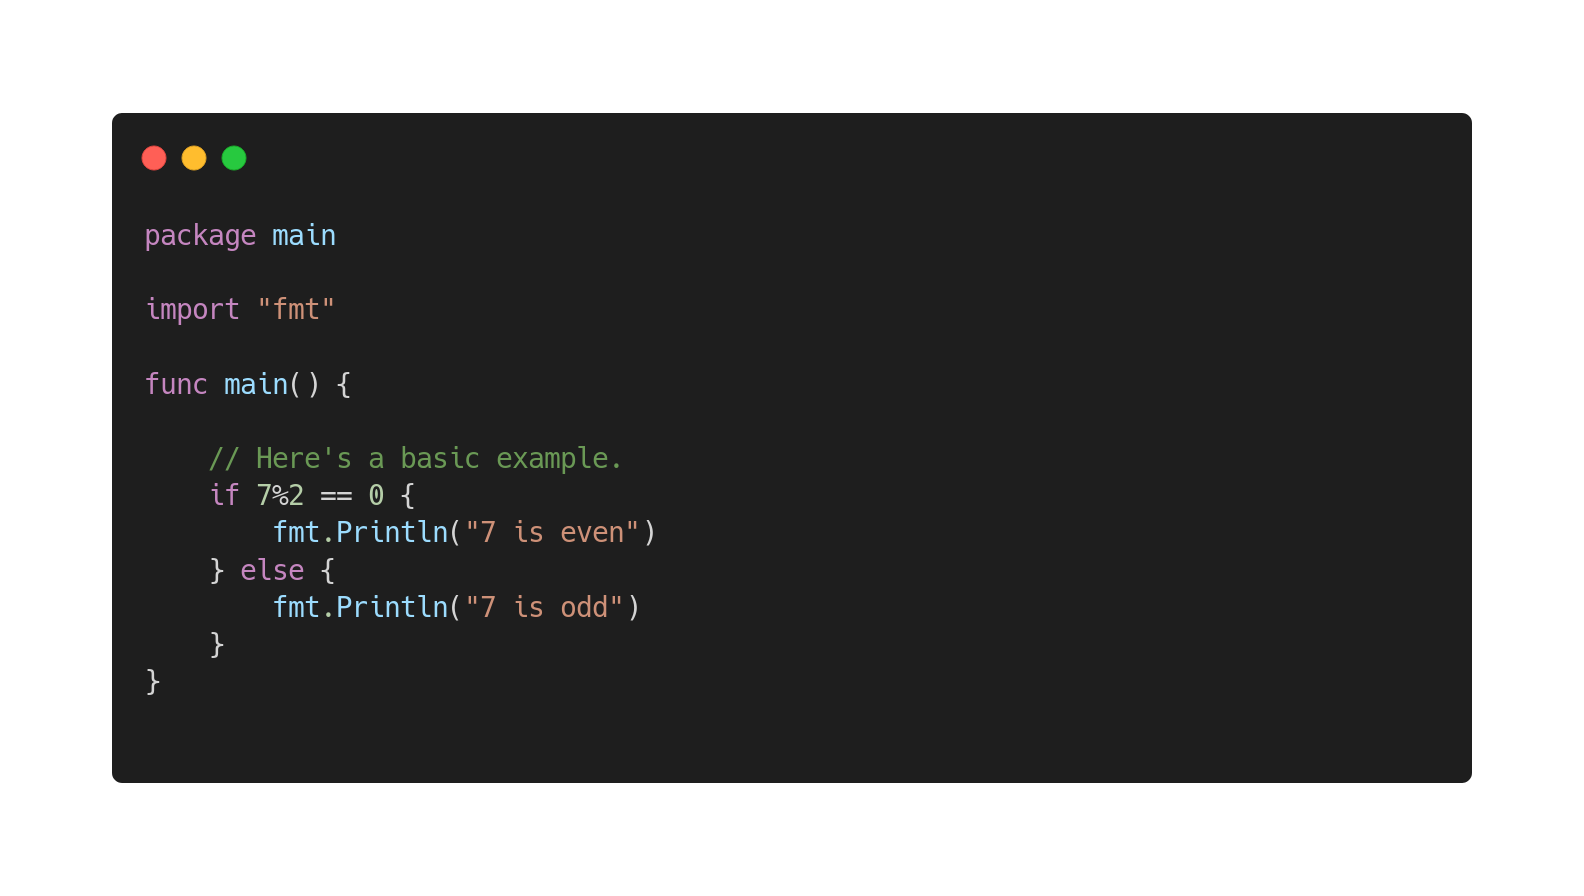 package main

import "fmt"

func main() {

    // Here's a basic example.
    if 7%2 == 0 {
        fmt.Println("7 is even")
    } else {
        fmt.Println("7 is odd")
    }
}